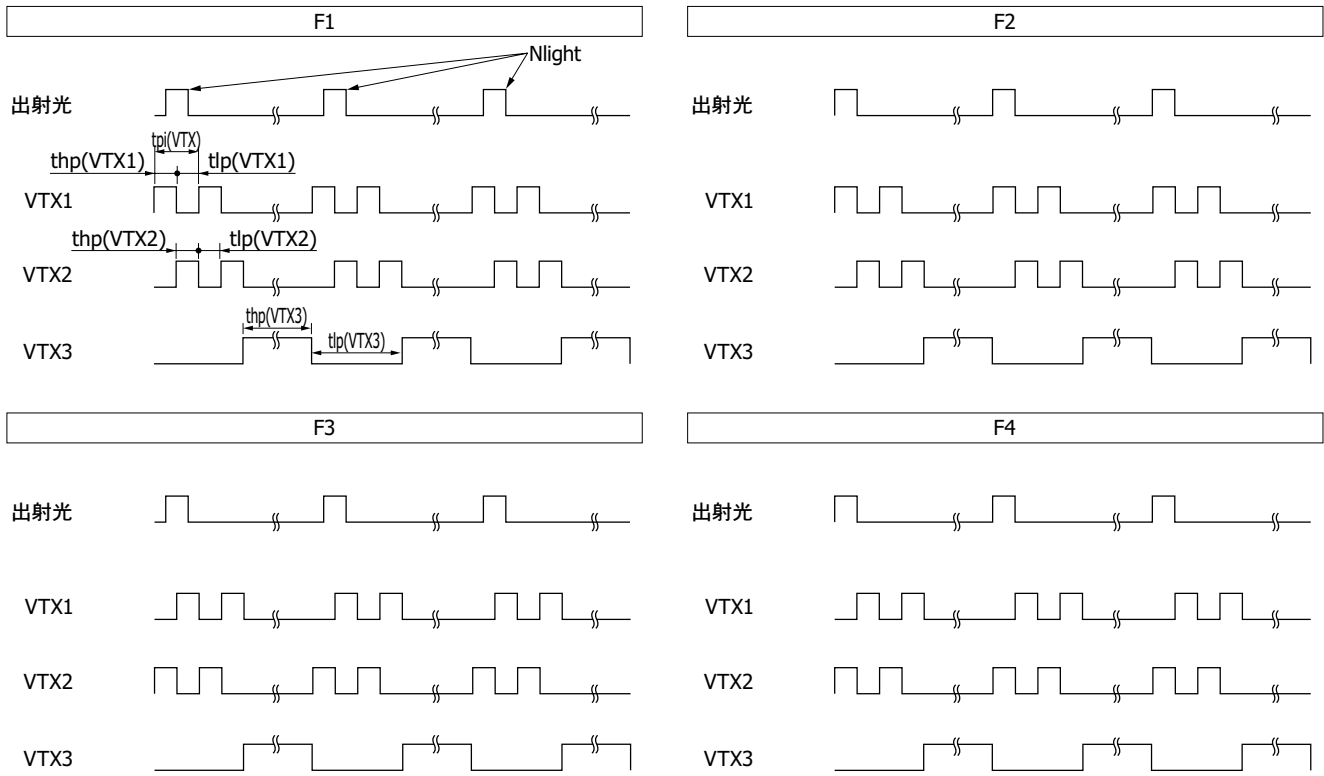 F1
Nlight
出射光
tpi(VTX)
thp(VTX1) tlp(VTX1)
VTX1
thp(VTX2) tlp(VTX2)
VTX2
thp(VTX3)
tlp(VTX3)
VTX3
F2
出射光
VTX1
VTX2
VTX3
F3
出射光
VTX1
VTX2
VTX3
F4
出射光
VTX1
VTX2
VTX3